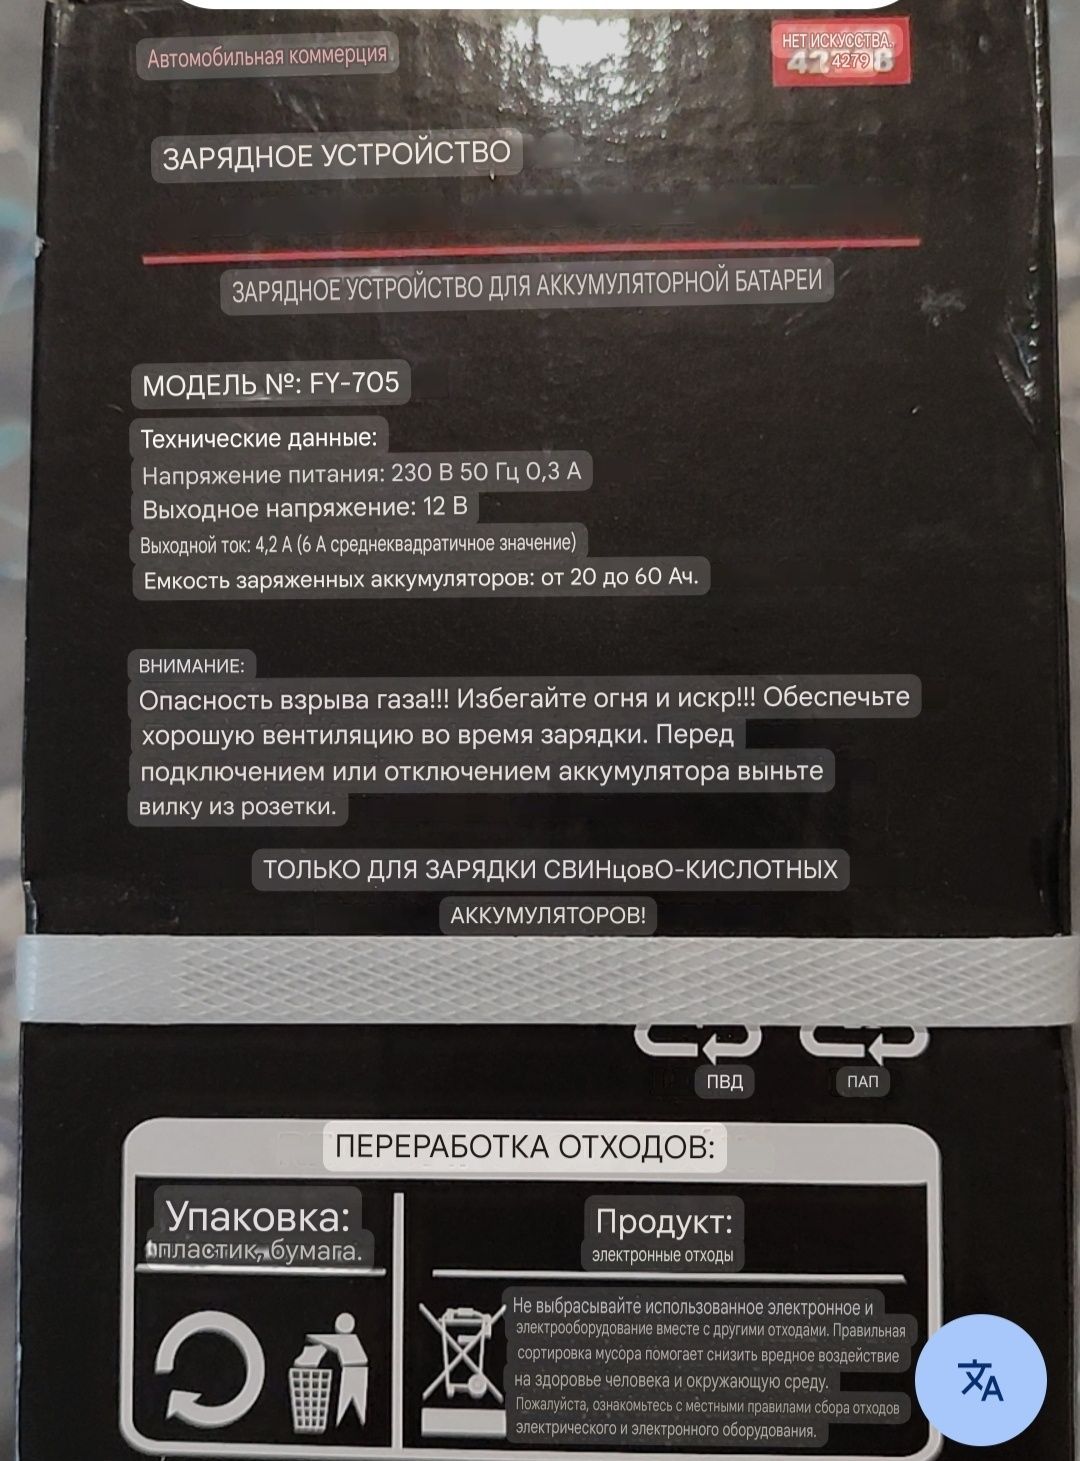 Автомобильная коммерция
НЕТ ИСКУССТВА.
4279
ЗАРЯДНОЕ УСТРОЙСТВО
ЗАРЯДНОЕ УСТРОЙСТВО ДЛЯ АККУМУЛЯТОРНОЙ БАТАРЕИ
МОДЕЛЬ №: FY-705
Технические данные:
Напряжение питания: 230 В 50 Гц 0,3 А
Выходное напряжение: 12 В
Выходной ток: 4,2 А (6 А среднеквадратичное значение)
Емкость заряженных аккумуляторов: от 20 до 60 Ач.
ВНИМАНИЕ:
Опасность взрыва газа!!! Избегайте огня и искр!!! Обеспечьте
хорошую вентиляцию во время зарядки. Перед
подключением или отключением аккумулятора выньте
вилку из розетки.
ТОЛЬКО ДЛЯ ЗАРЯДКИ СВИНцовО-КИСЛОТНЫХ
АККУМУЛЯТОРОВ!
ПВД
ПАП
ПЕРЕРАБОТКА ОТХОДОВ:
Упаковка:
пластик, бумага.
Продукт:
электронные отходы
Не выбрасывайте использованное электронное и
электрооборудование вместе с другими отходами. Правильная
сортировка мусора помогает снизить вредное воздействие
на здоровье человека и окружающую среду.
Пожалуйста, ознакомьтесь с местными правилами сбора отходов
электрического и электронного оборудования.